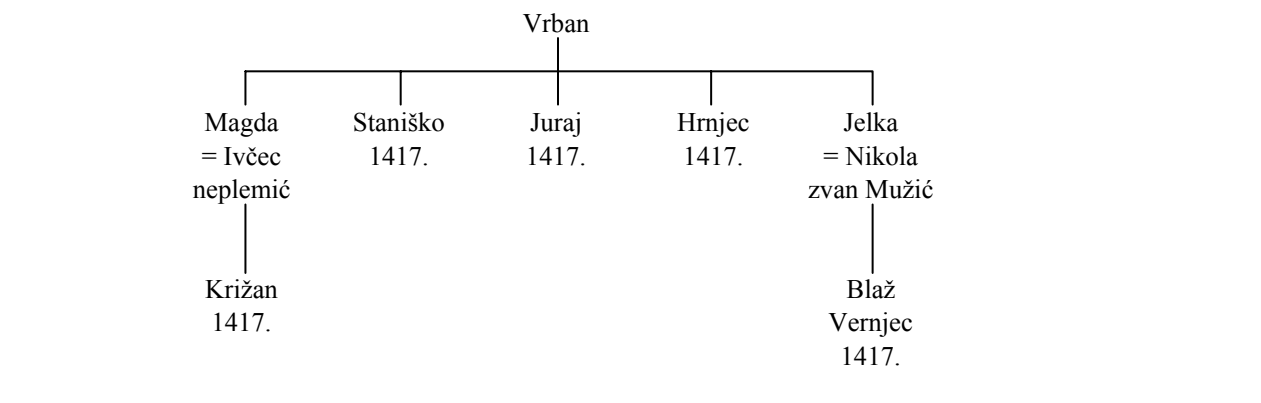 Vrban
Magda
= Ivčec
neplemić
Staniško
1417.
Juraj
1417.
Hrnjec
1417.
Jelka
= Nikola
zvan Mužić
Križan
1417.
Blaž
Vernjec
1417.